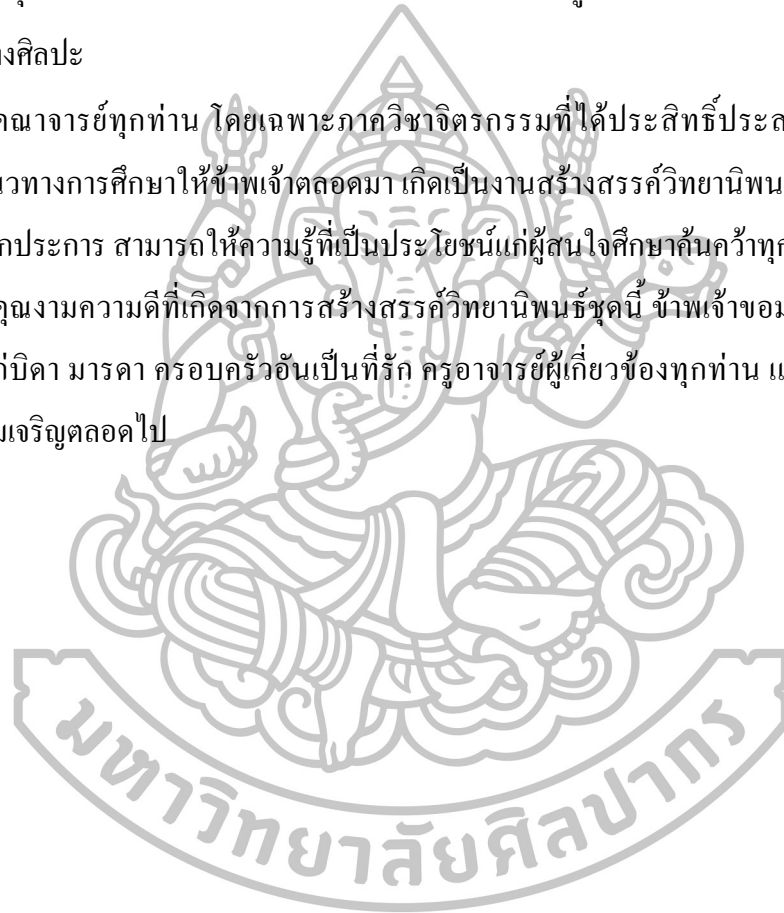 งศิลปะ
คณาจารย์ทุกท่าน โดยเฉพาะภาควิชาจิตรกรรมที่ได้ประสิทธิ์ประส
นวทางการศึกษาให้ข้าพเจ้าตลอดมา เกิดเป็นงานสร้างสรรค์วิทยานิพน
กประการ สามารถให้ความรู้ที่เป็นประโยชน์แก่ผู้สนใจศึกษาค้นคว้าทุก
คุณงามความดีที่เกิดจากการสร้างสรรค์วิทยานิพนธ์ชุดนี้ ข้าพเจ้าขอม
บิดา มารดา ครอบครัวอันเป็นที่รัก ครูอาจารย์ผู้เกี่ยวข้องทุกท่าน แ
มเจริญตลอดไป
มหาวิทยาลัยศิลปากร